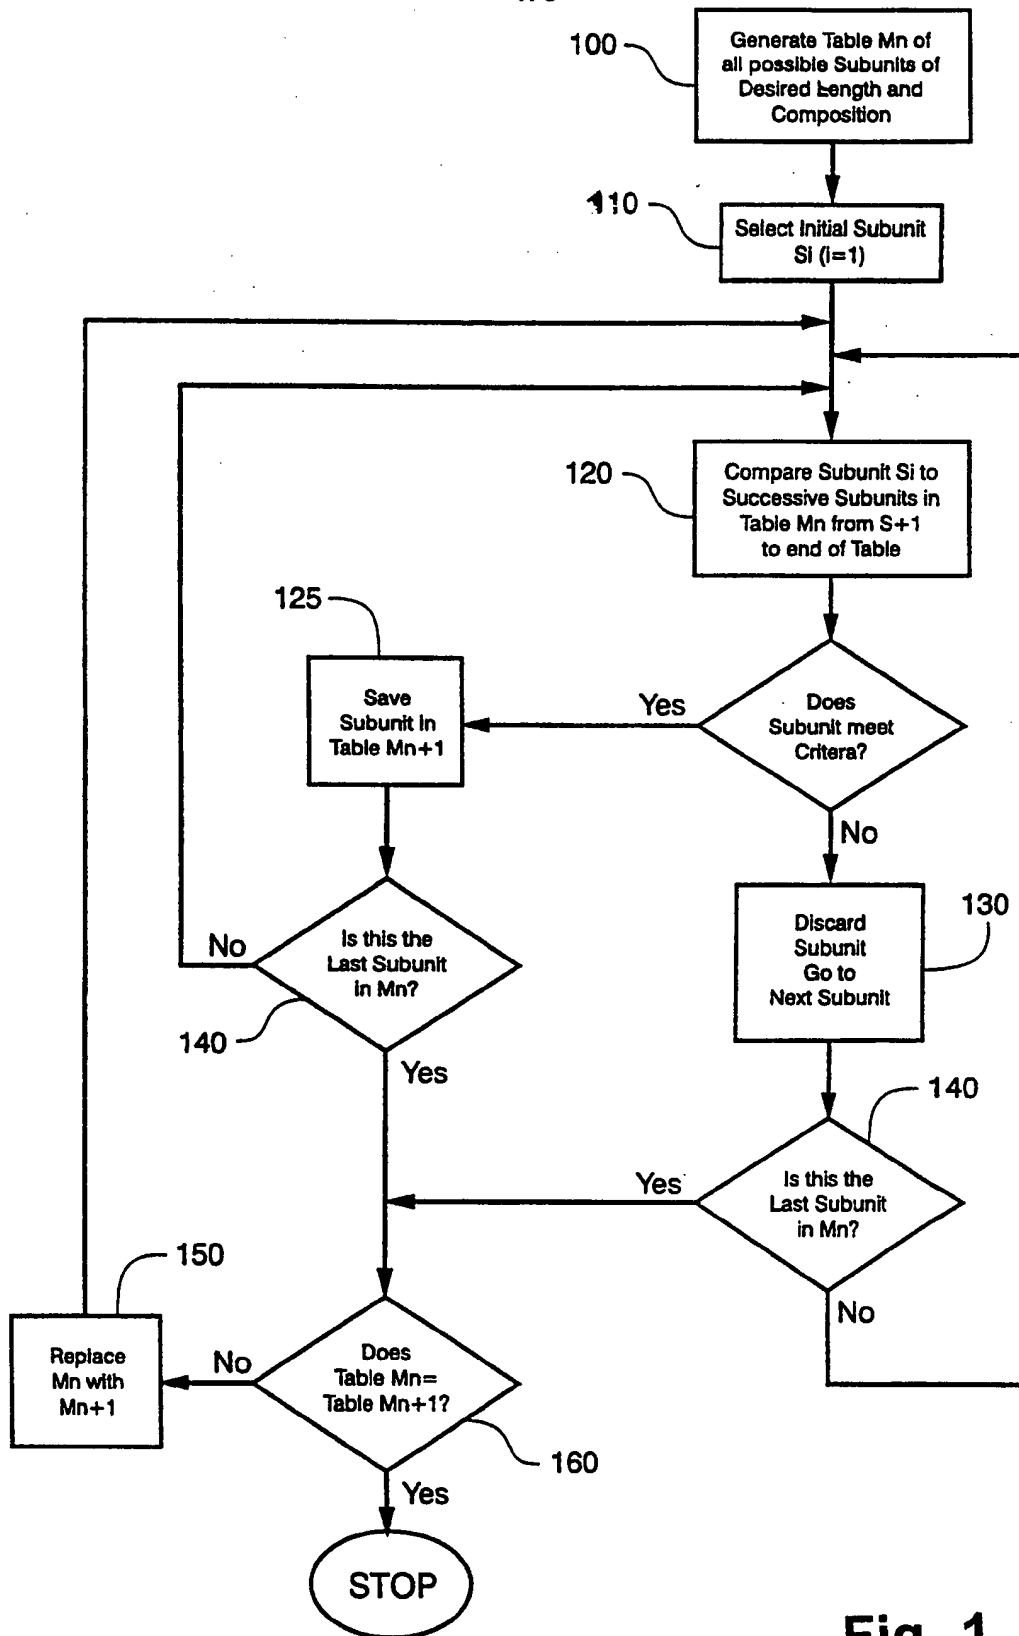 100
Generate Table Mn of
all possible Subunits of
Desired Length and
Composition
110
Select Initial Subunit
Si (i=1)
120
Compare Subunit Si to
Successive Subunits in
Table Mn from S+1
to end of Table
125
Save
Subunit in
Table Mn+1
Yes
Does
Subunit meet
Critera?
No
130
Discard
Subunit
Go to
Next Subunit
No
Is this the
Last Subunit
in Mn?
140
Yes
140
Yes
Is this the
Last Subunit
in Mn?
No
150
Replace
Mn with
Mn+1
No
Does
Table Mn=
Table Mn+1?
160
Yes
STOP
Fig. 1